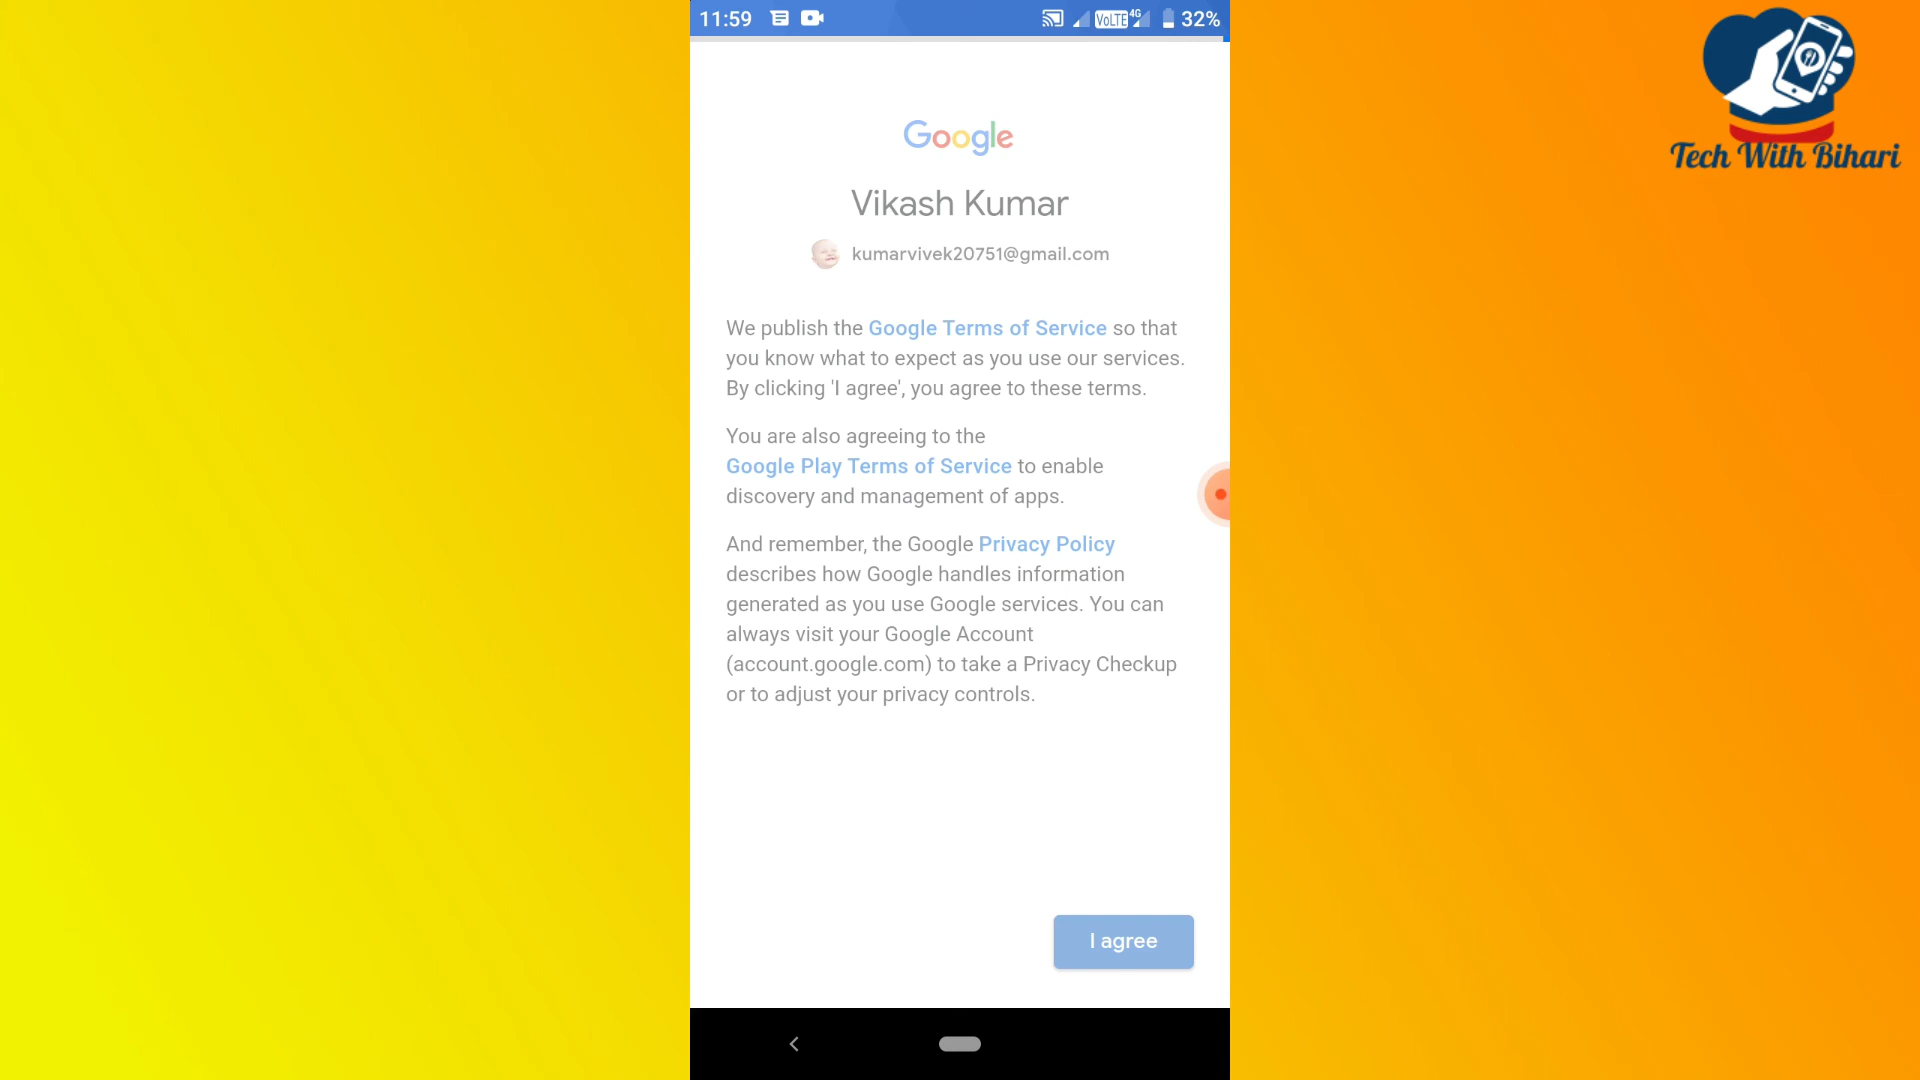 11:59 VoLTE 4G 32%
Tech With Bihari
Google
Vikash Kumar
kumarvivek20751@gmail.com
We publish the Google Terms of Service so that
you know what to expect as you use our services.
By clicking 'I agree', you agree to these terms.
You are also agreeing to the
Google Play Terms of Service to enable
discovery and management of apps.
And remember, the Google Privacy Policy
describes how Google handles information
generated as you use Google services. You can
always visit your Google Account
(account.google.com) to take a Privacy Checkup
or to adjust your privacy controls.
I agree